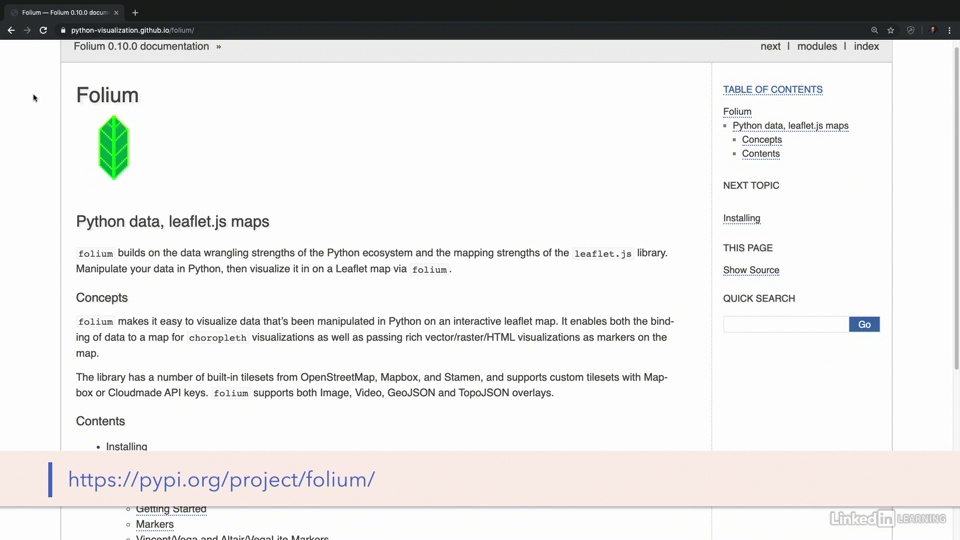 Folium — Folium 0.10.0 docum
python-visualization.github.io/folium/
Folium 0.10.0 documentation »
next | modules | index
Folium
Python data, leaflet.js maps
folium builds on the data wrangling strengths of the Python ecosystem and the mapping strengths of the leaflet.js library.
Manipulate your data in Python, then visualize it in on a Leaflet map via folium.
Concepts
folium makes it easy to visualize data that's been manipulated in Python on an interactive leaflet map. It enables both the bind-
ing of data to a map for choropleth visualizations as well as passing rich vector/raster/HTML visualizations as markers on the
map.
The library has a number of built-in tilesets from OpenStreetMap, Mapbox, and Stamen, and supports custom tilesets with Map-
box or Cloudmade API keys. folium supports both Image, Video, GeoJSON and TopoJSON overlays.
Contents
• Installing
Getting Started
Markers
Vincent/Vega and Altair/VegaLite Markers
TABLE OF CONTENTS
Folium
Python data, leaflet.js maps
Concepts
Contents
NEXT TOPIC
Installing
THIS PAGE
Show Source
QUICK SEARCH
Go
https://pypi.org/project/folium/
LinkedIn LEARNING